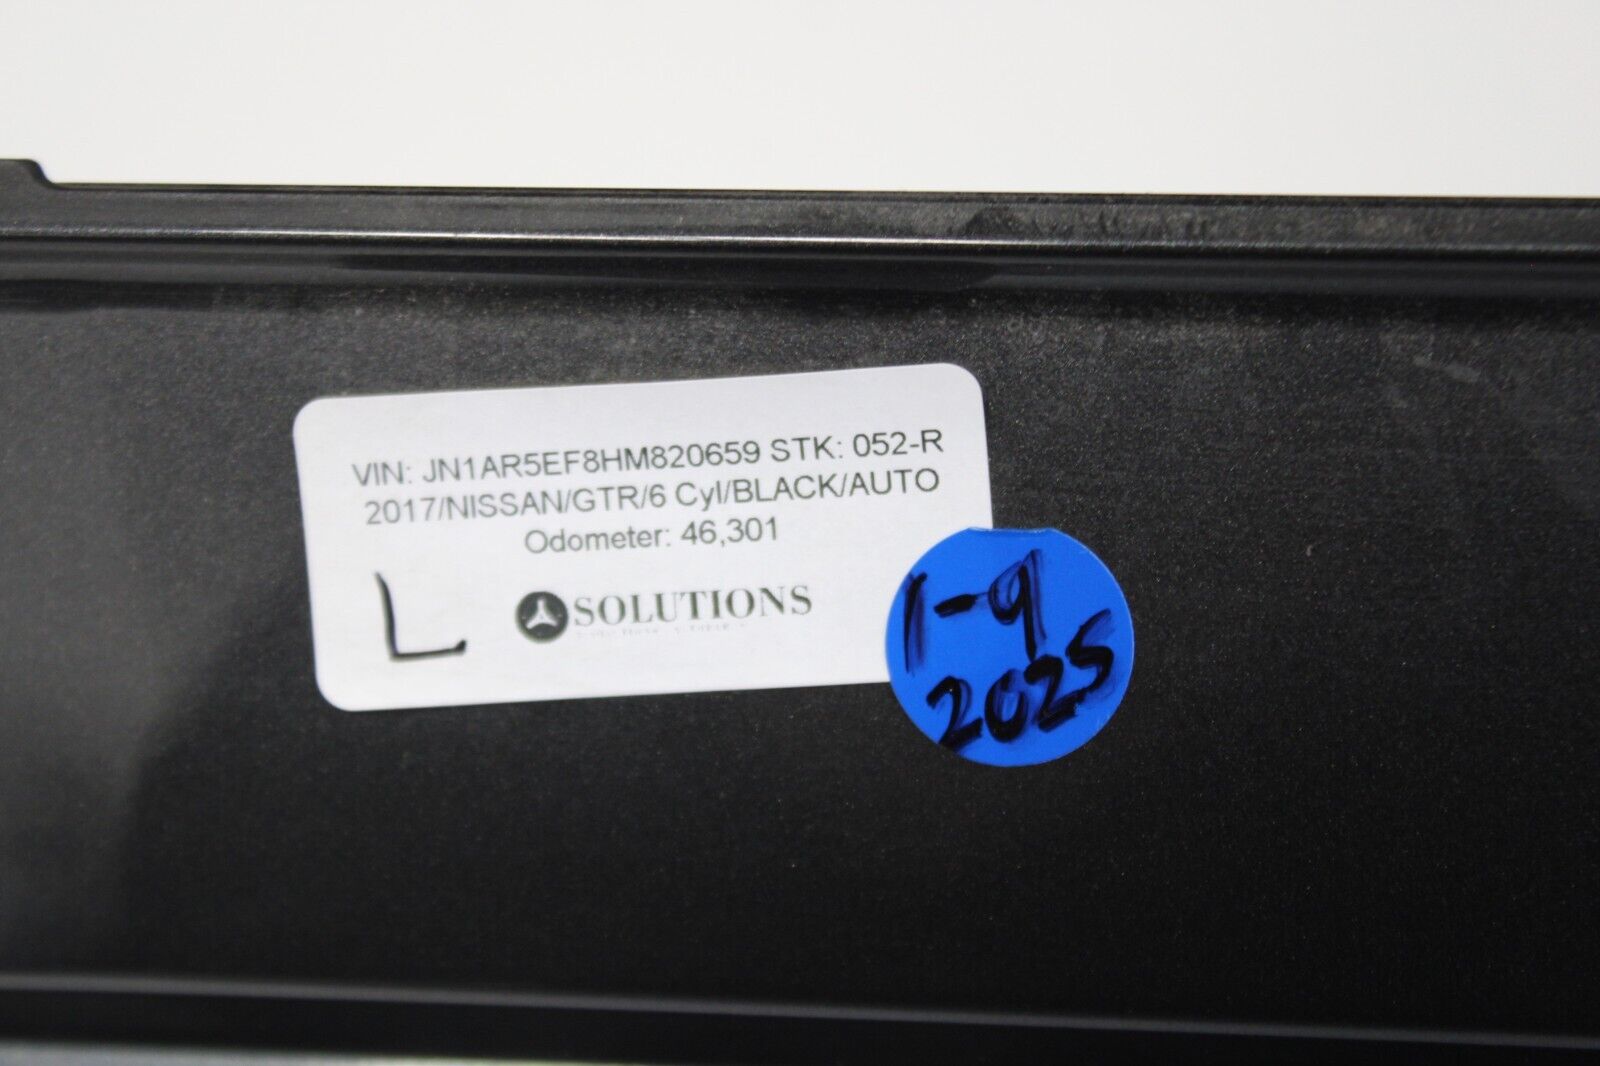 VIN: JN1AR5EF8HM820659 STK: 052-R
2017/NISSAN/GTR/6 Cyl/BLACK/AUTO
Odometer: 46,301
L
SOLUTIONS
1-9
2025